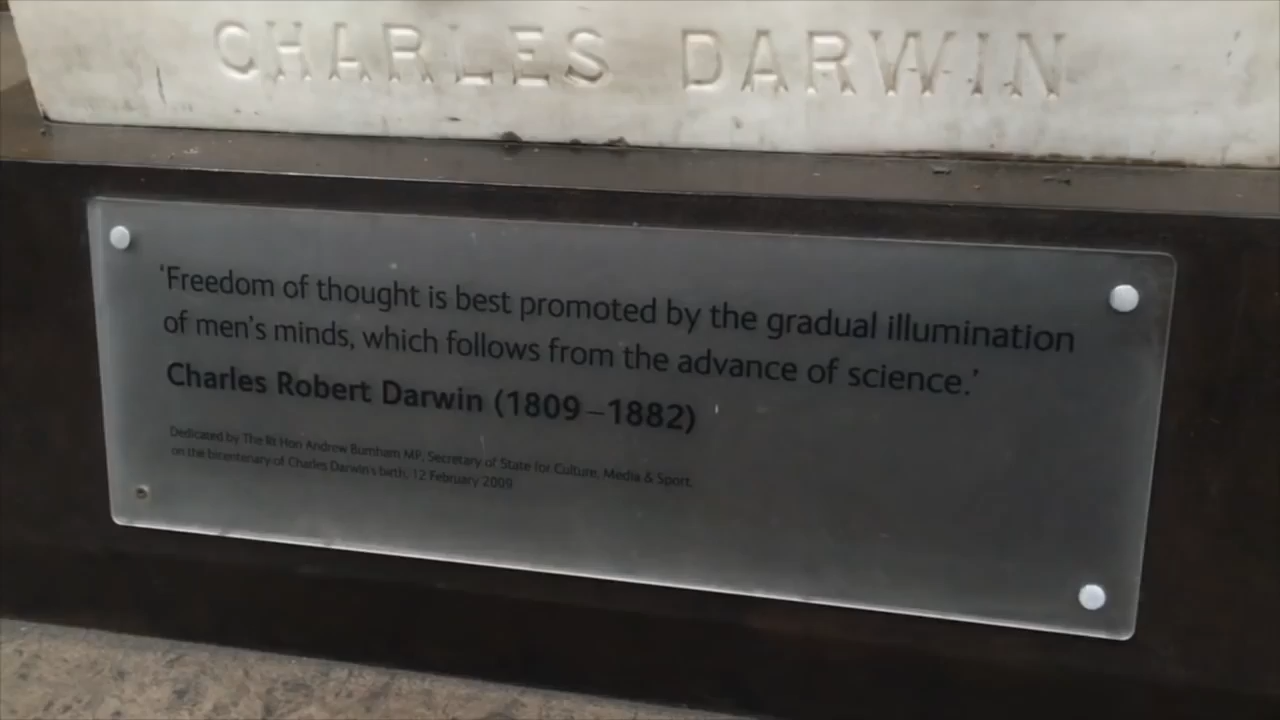 CHARLES DARWIN
'Freedom of thought is best promoted by the gradual illumination
of men's minds, which follows from the advance of science.'
Charles Robert Darwin (1809–1882)
Dedicated by The Rt Hon Andrew Burnham MP, Secretary of State for Culture, Media & Sport,
on the bicentenary of Charles Darwin's birth, 12 February 2009